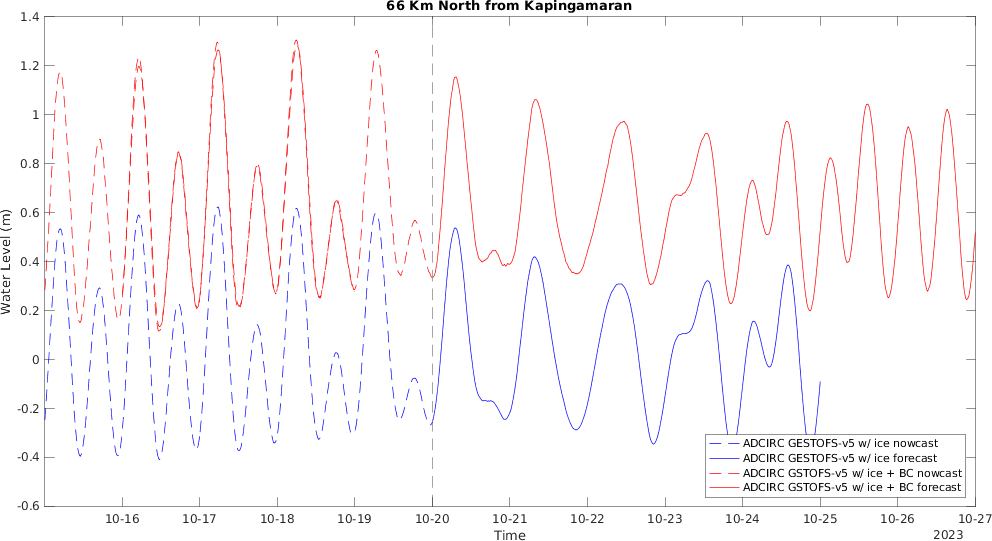 66 Km North from Kapingamaran
1.4
1.2
1
0.8
0.6
0.4
0.2
0
-0.2
-0.4
-0.6
Water Level (m)
ADCIRC GESTOFS-v5 w/ ice nowcast
ADCIRC GESTOFS-v5 w/ ice forecast
ADCIRC GSTOFS-v5 w/ ice + BC nowcast
ADCIRC GSTOFS-v5 w/ ice + BC forecast
10-16 10-17 10-18 10-19 10-20 10-21 10-22 10-23 10-24 10-25 10-26 10-27
Time
2023